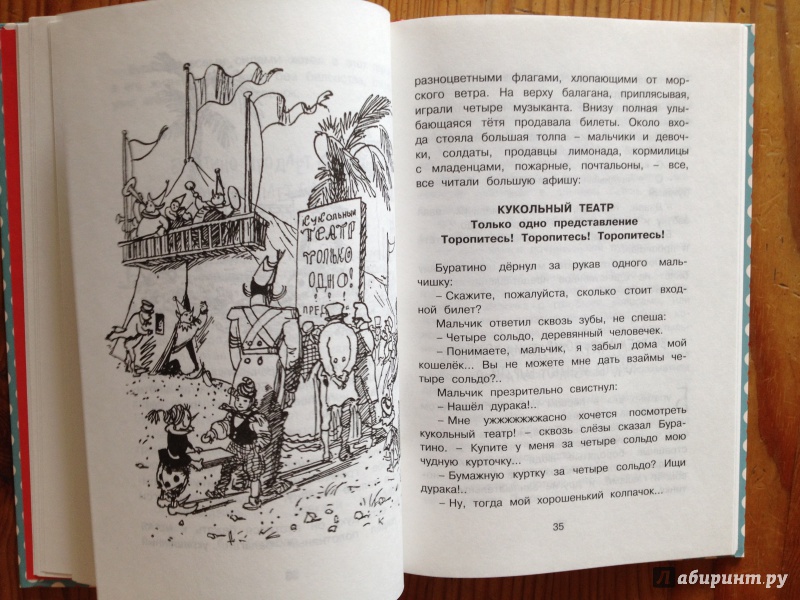 Кукольный
ТЕАТР
ТОЛЬКО
ОДНО!
ПРЕДС
разноцветными флагами, хлопающими от мор-
ского ветра. На верху балагана, приплясывая,
играли четыре музыканта. Внизу полная улы-
бающаяся тётя продавала билеты. Около вхо-
да стояла большая толпа – мальчики и девоч-
ки, солдаты, продавцы лимонада, кормилицы
с младенцами, пожарные, почтальоны, – все,
все читали большую афишу:
КУКОЛЬНЫЙ ТЕАТР
Только одно представление
Торопитесь! Торопитесь! Торопитесь!
Буратино дёрнул за рукав одного маль-
чишку:
– Скажите, пожалуйста, сколько стоит вход-
ной билет?
Мальчик ответил сквозь зубы, не спеша:
– Четыре сольдо, деревянный человечек.
– Понимаете, мальчик, я забыл дома мой
кошелёк... Вы не можете мне дать взаймы че-
тыре сольдо?..
Мальчик презрительно свистнул:
– Нашёл дурака!..
– Мне ужжжжжжасно хочется посмотреть
кукольный театр! – сквозь слёзы сказал Бура-
тино. – Купите у меня за четыре сольдо мою
чудную курточку...
– Бумажную куртку за четыре сольдо? Ищи
дурака!..
– Ну, тогда мой хорошенький колпачок...
35
Лабиринт.ру